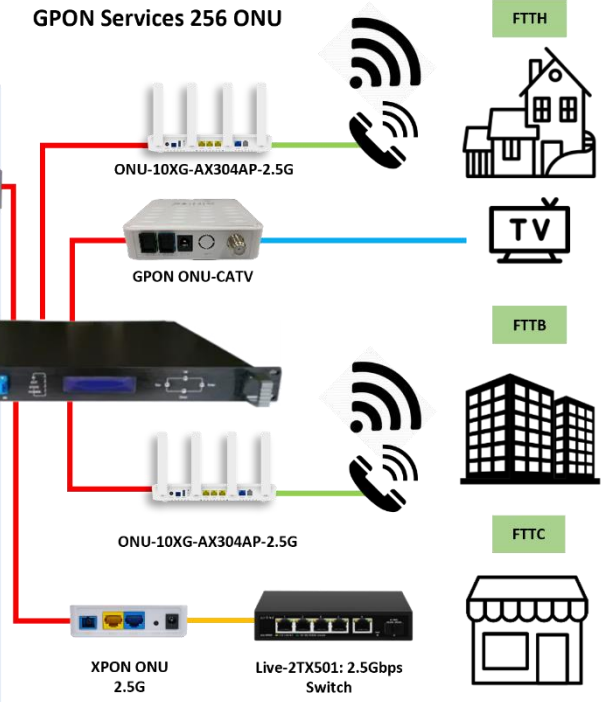 GPON Services 256 ONU
FTTH
ONU-10XG-AX304AP-2.5G
TV
GPON ONU-CATV
FTTB
ONU-10XG-AX304AP-2.5G
FTTC
XPON ONU
2.5G
Live-2TX501: 2.5Gbps
Switch